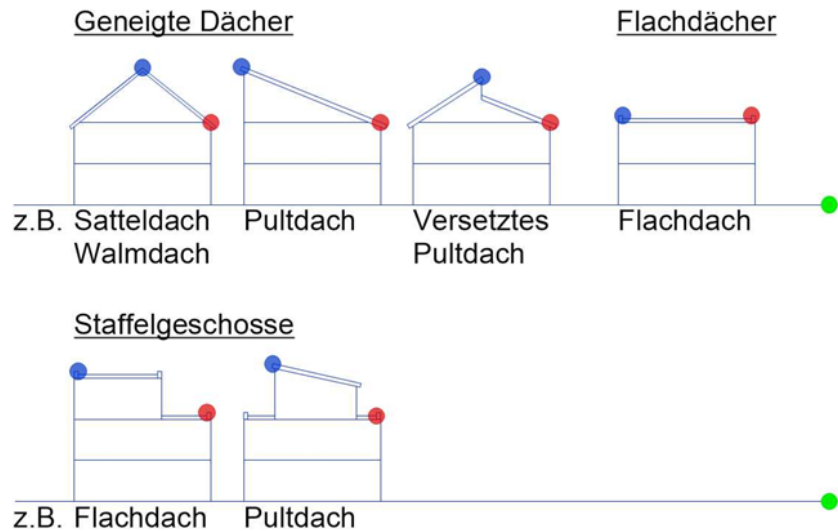 Geneigte Dächer
Flachdächer
z.B. Satteldach
Walmdach
Pultdach
Versetztes
Pultdach
Flachdach
Staffelgeschosse
z.B. Flachdach
Pultdach